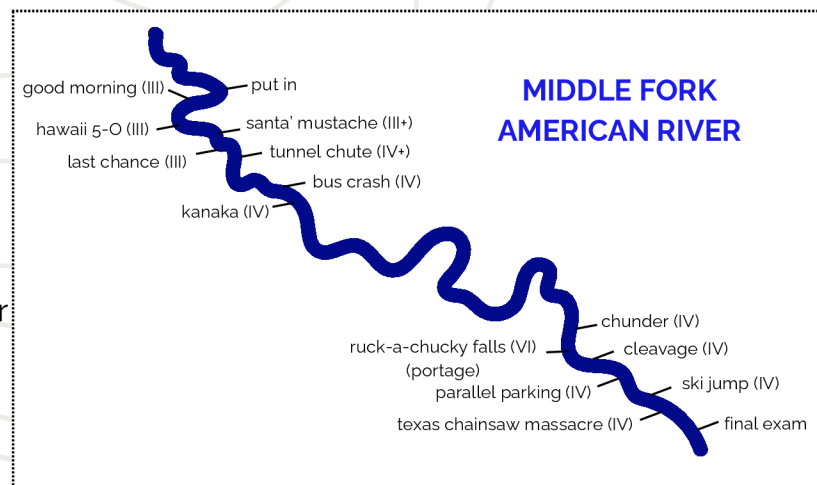 MIDDLE FORK
AMERICAN RIVER
put in
good morning (III)
hawaii 5-O (III)
santa' mustache (III+)
last chance (III)
tunnel chute (IV+)
bus crash (IV)
kanaka (IV)
r
chunder (IV)
ruck-a-chucky falls (VI)
(portage)
cleavage (IV)
parallel parking (IV)
ski jump (IV)
texas chainsaw massacre (IV)
final exam